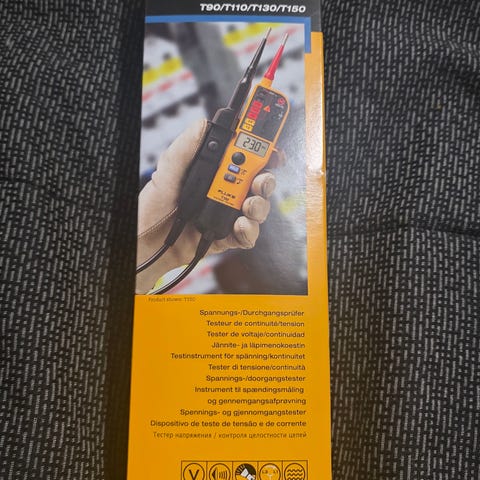 T90/T110/T130/T150
230
FLUKE
Product shown: T150
Spannungs-/Durchgangsprüfer
Testeur de continuité/tension
Tester de voltaje/continuidad
Jännite- ja läpimenokoestin
Testinstrument för spänning/kontinuitet
Tester di tensione/continuità
Spannings-/doorgangstester
Instrument til spændingsmåling
og gennemgangsafprøvning
Spennings- og gjennomgangstester
Dispositivo de teste de tensão e de corrente
Тестер напряжения / контроля целостности цепей
V